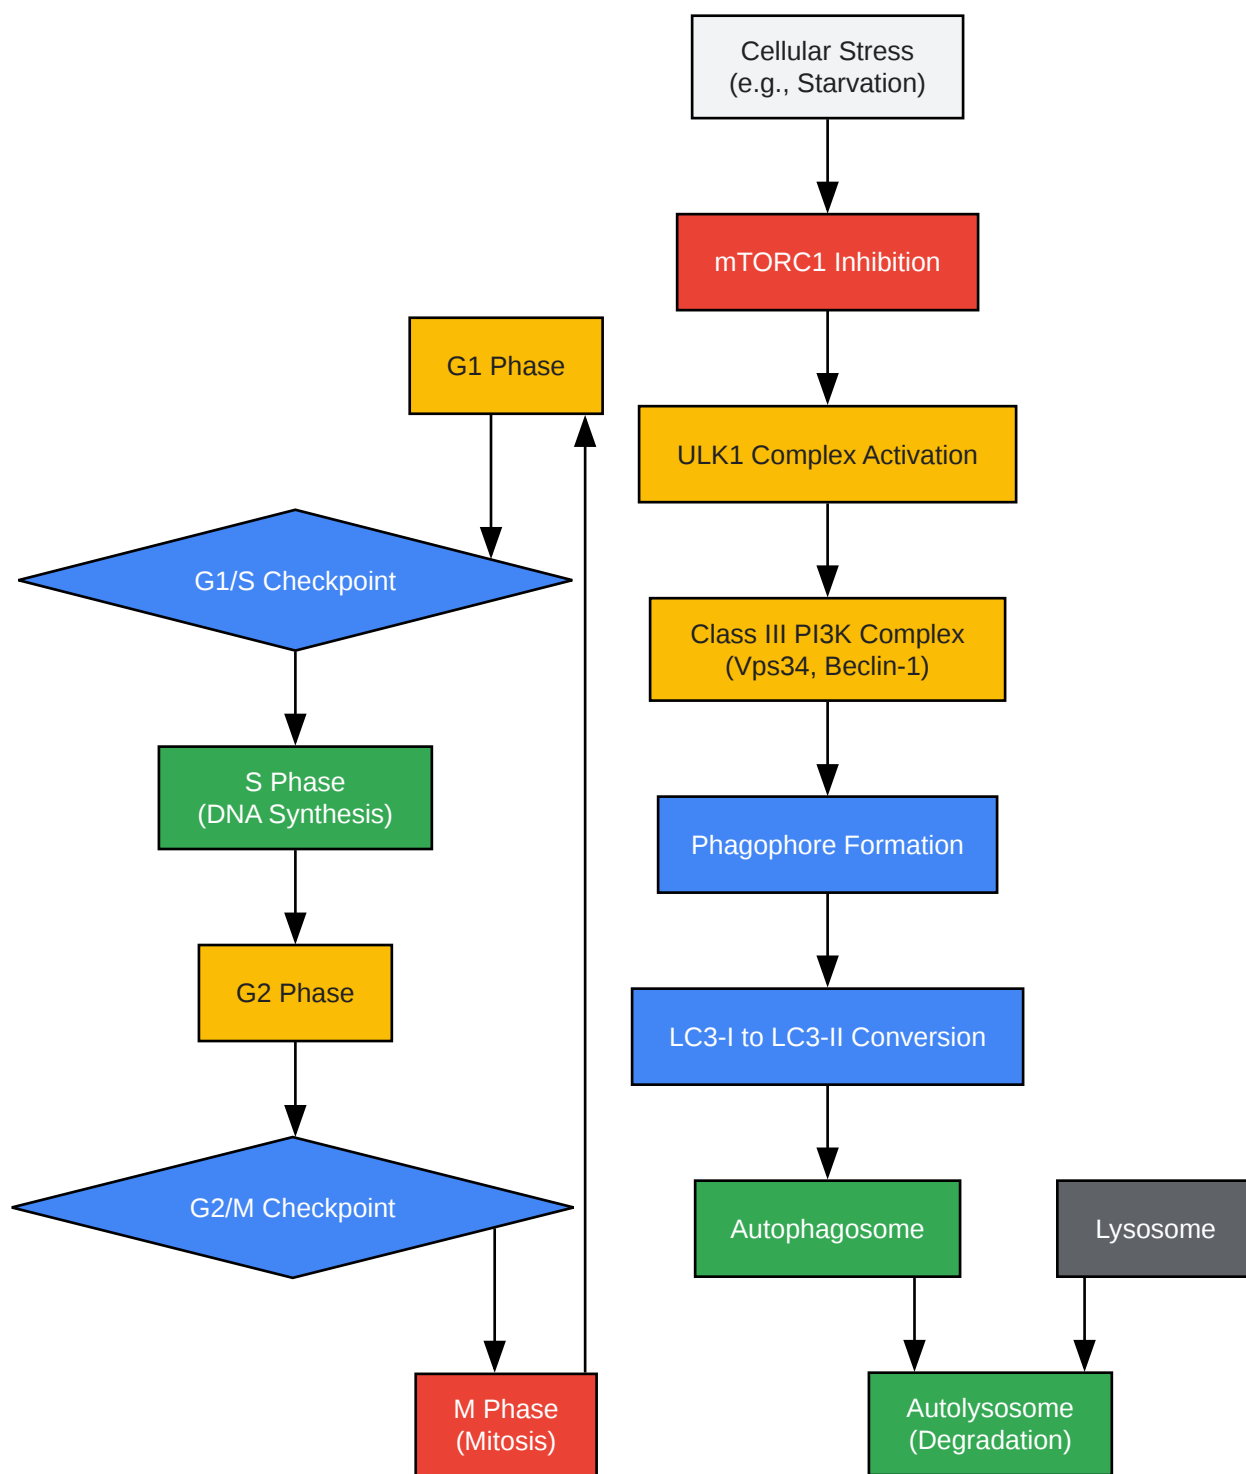 Cellular Stress
(e.g., Starvation)
mTORC1 Inhibition
G1 Phase
ULK1 Complex Activation
G1/S Checkpoint
Class III PI3K Complex
(Vps34, Beclin-1)
S Phase
(DNA Synthesis)
Phagophore Formation
G2 Phase
LC3-I to LC3-II Conversion
G2/M Checkpoint
Autophagosome
Lysosome
M Phase
(Mitosis)
Autolysosome
(Degradation)